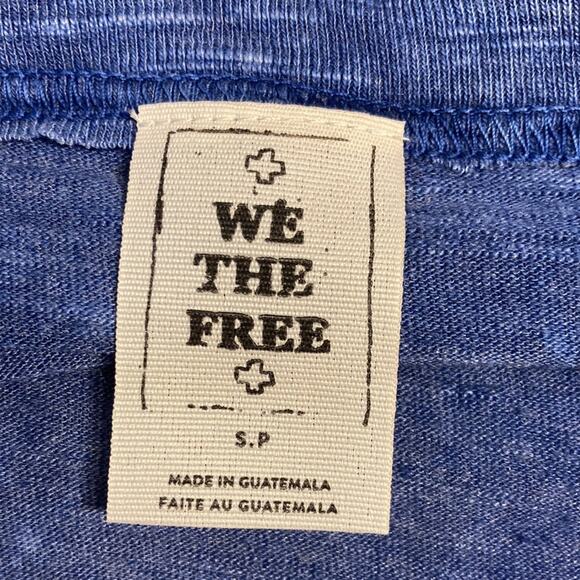 WE
THE
FREE
S.P
MADE IN GUATEMALA
FAITE AU GUATEMALA